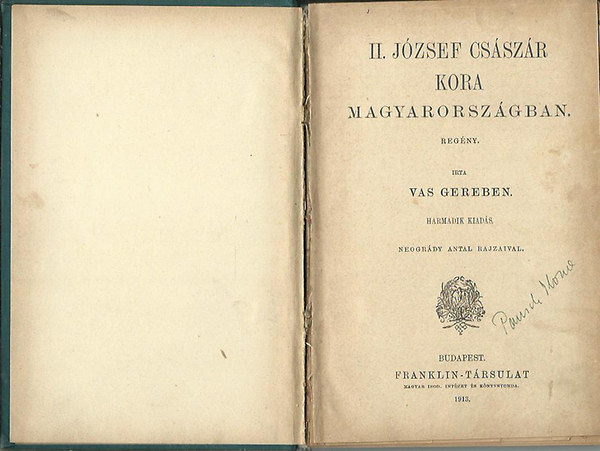 II. JÓZSEF CSÁSZÁR
KORA
MAGYARORSZÁGBAN.
REGÉNY.
IRTA
VAS GEREBEN.
HARMADIK KIADÁS.
NEOGRÁDY ANTAL RAJZAIVAL.
BUDAPEST.
FRANKLIN-TÁRSULAT
MAGYAR IROD. INTÉZET ÉS KÖNYVNYOMDA.
1913.